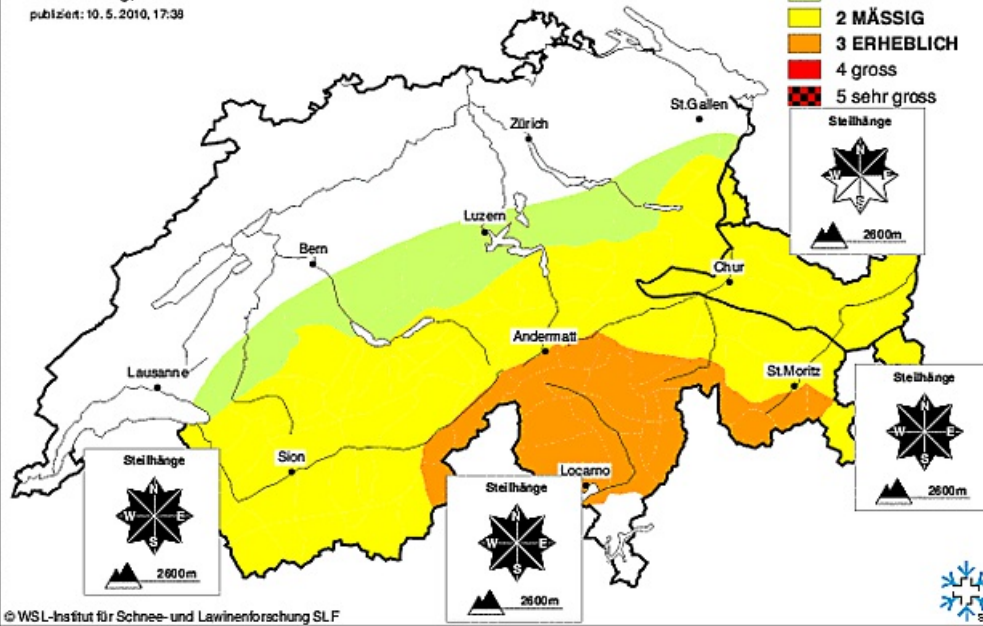 publiziert: 10. 5. 2010, 17:38
2 MÄSSIG
3 ERHEBLICH
4 gross
5 sehr gross
St.Gallen
Zürich
Steilhänge
N
W E
S
2600m
Luzern
Bern
Chur
Andermatt
Lausanne
St.Moritz
Steilhänge
N
W E
S
2600m
Sion
Locarno
Steilhänge
N
W E
S
2600m
Steilhänge
N
W E
S
2600m
© WSL-Institut für Schnee- und Lawinenforschung SLF